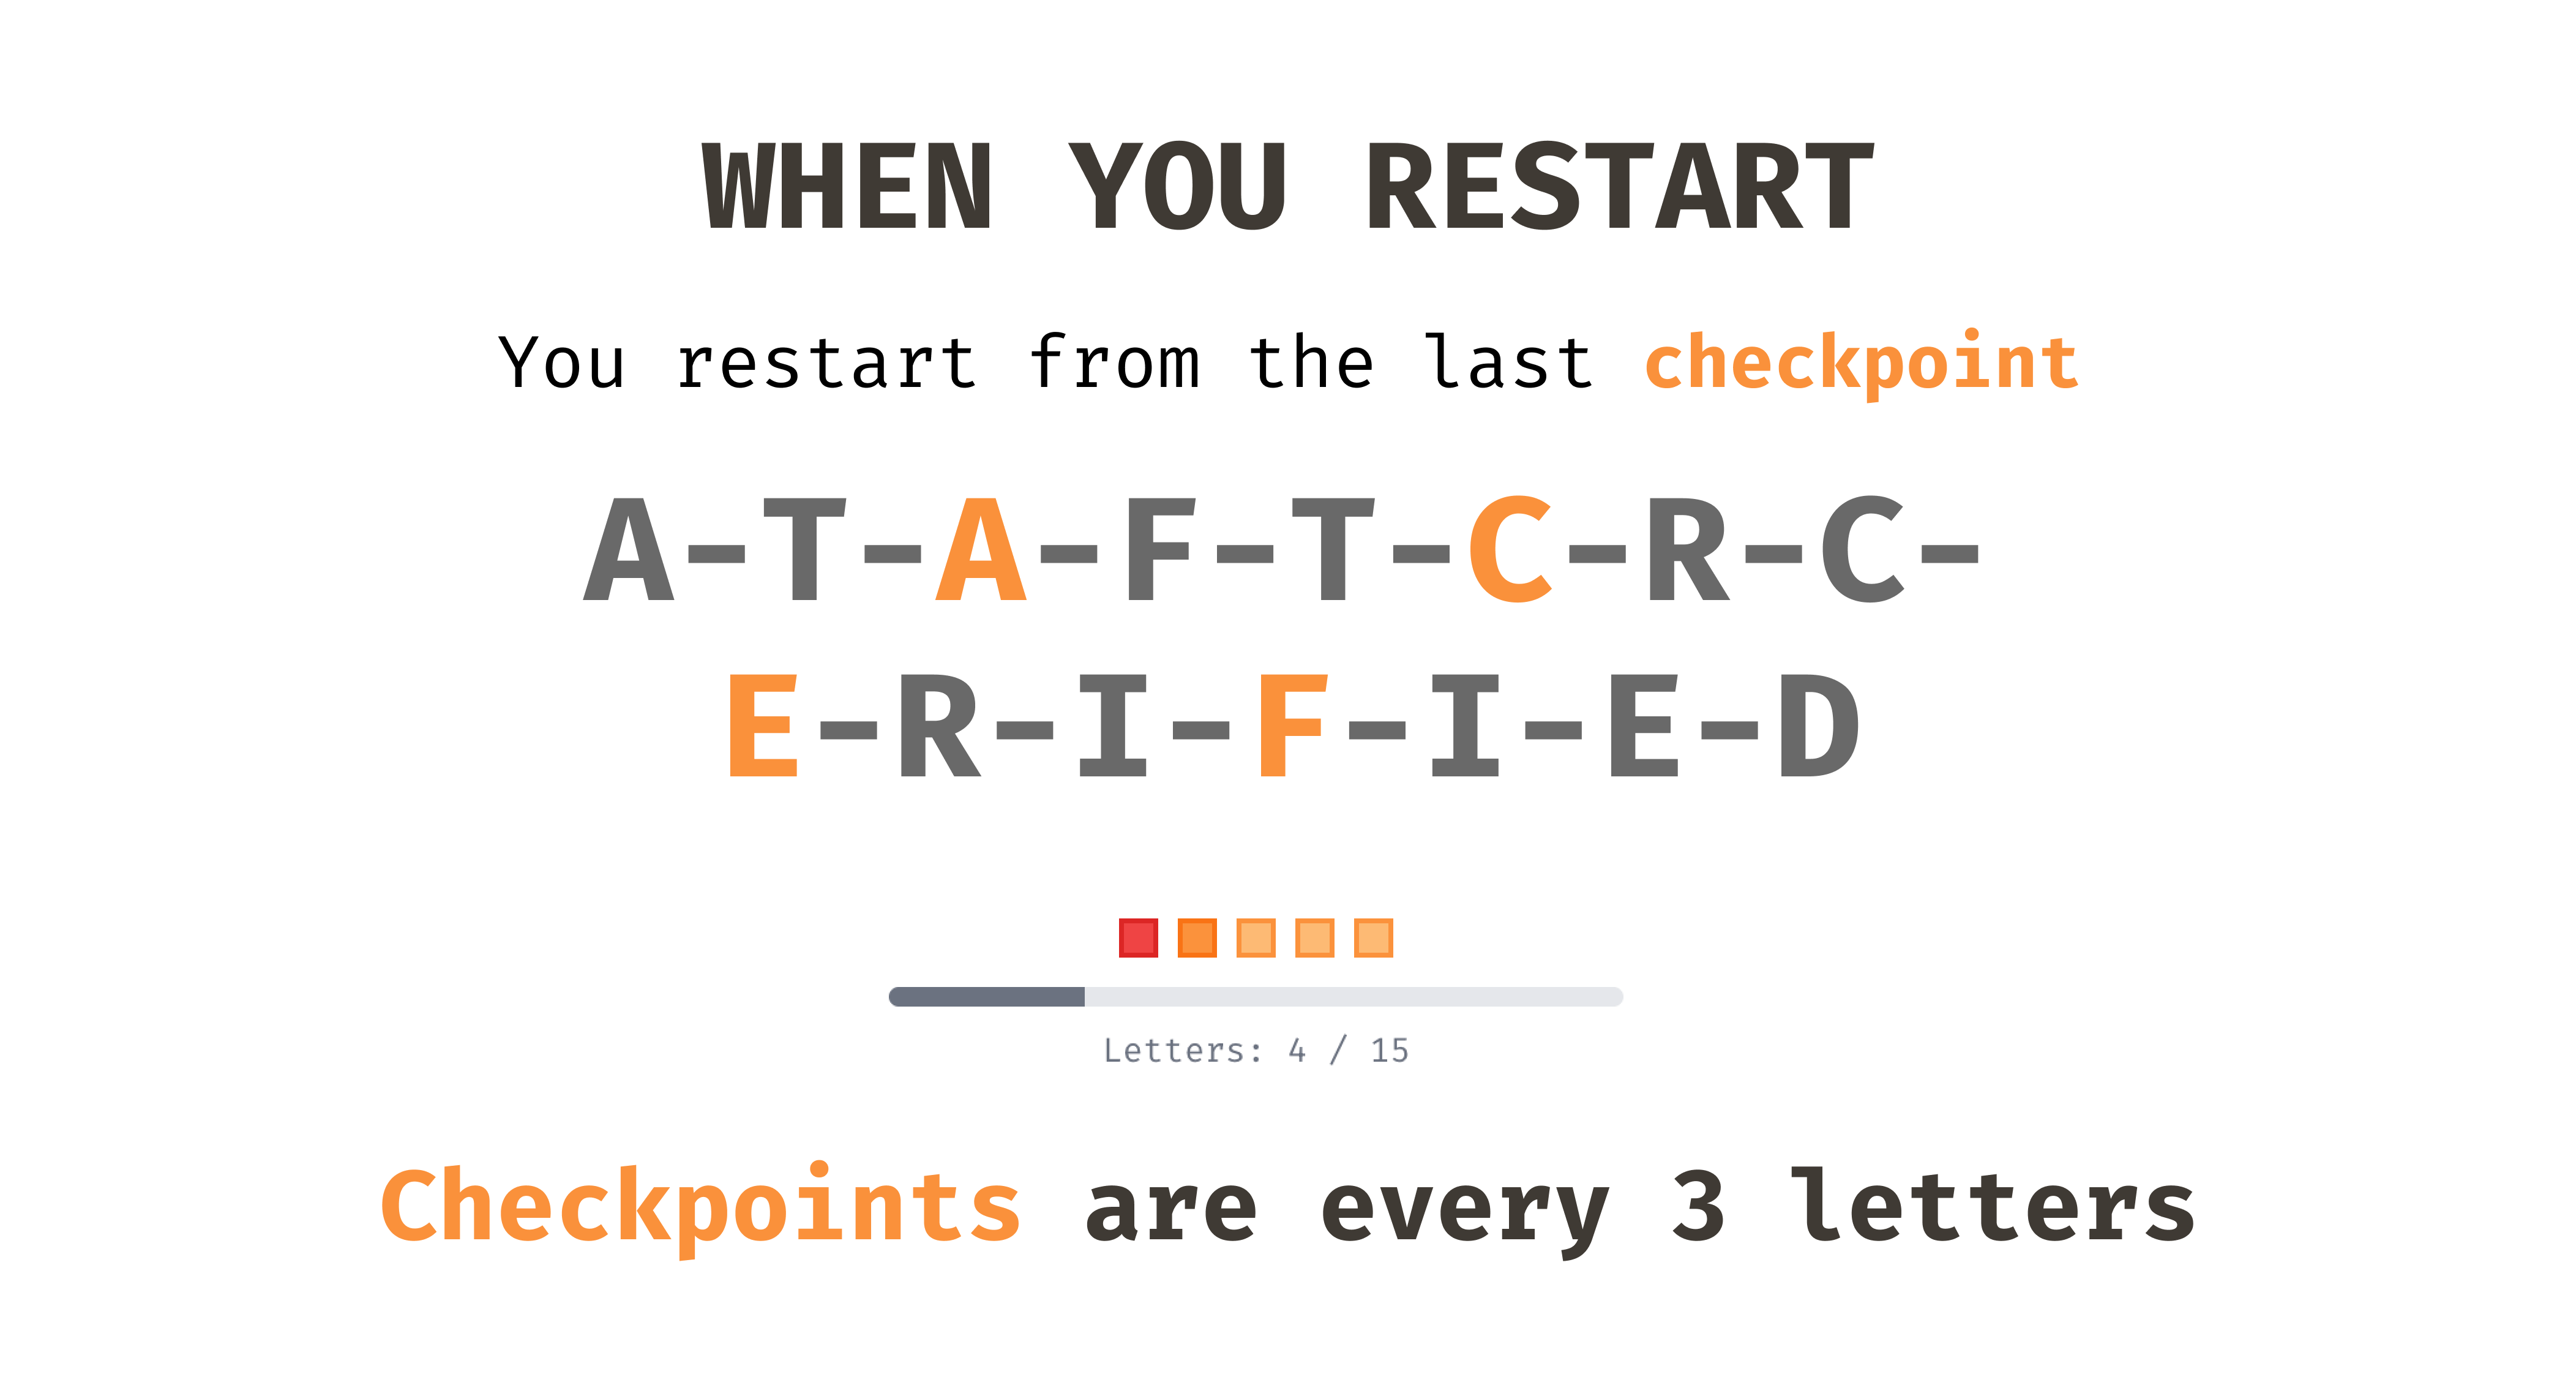 WHEN YOU RESTART
You restart from the last checkpoint
A-T-A-F-T-C-R-C-
E-R-I-F-I-E-D
Letters: 4 / 15
Checkpoints are every 3 letters